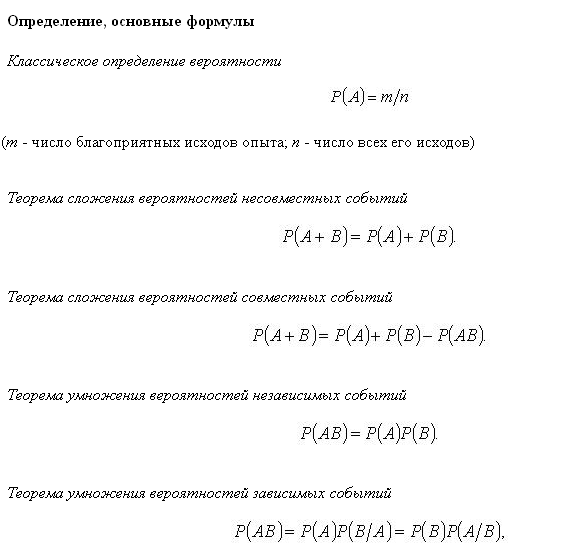 Определение, основные формулы
Классическое определение вероятности
P(A) = m/n
(m - число благоприятных исходов опыта; n - число всех его исходов)
Теорема сложения вероятностей несовместных событий
P(A + B) = P(A) + P(B).
Теорема сложения вероятностей совместных событий
P(A + B) = P(A) + P(B) − P(AB).
Теорема умножения вероятностей независимых событий
P(AB) = P(A)P(B).
Теорема умножения вероятностей зависимых событий
P(AB) = P(A)P(B/A) = P(B)P(A/B),